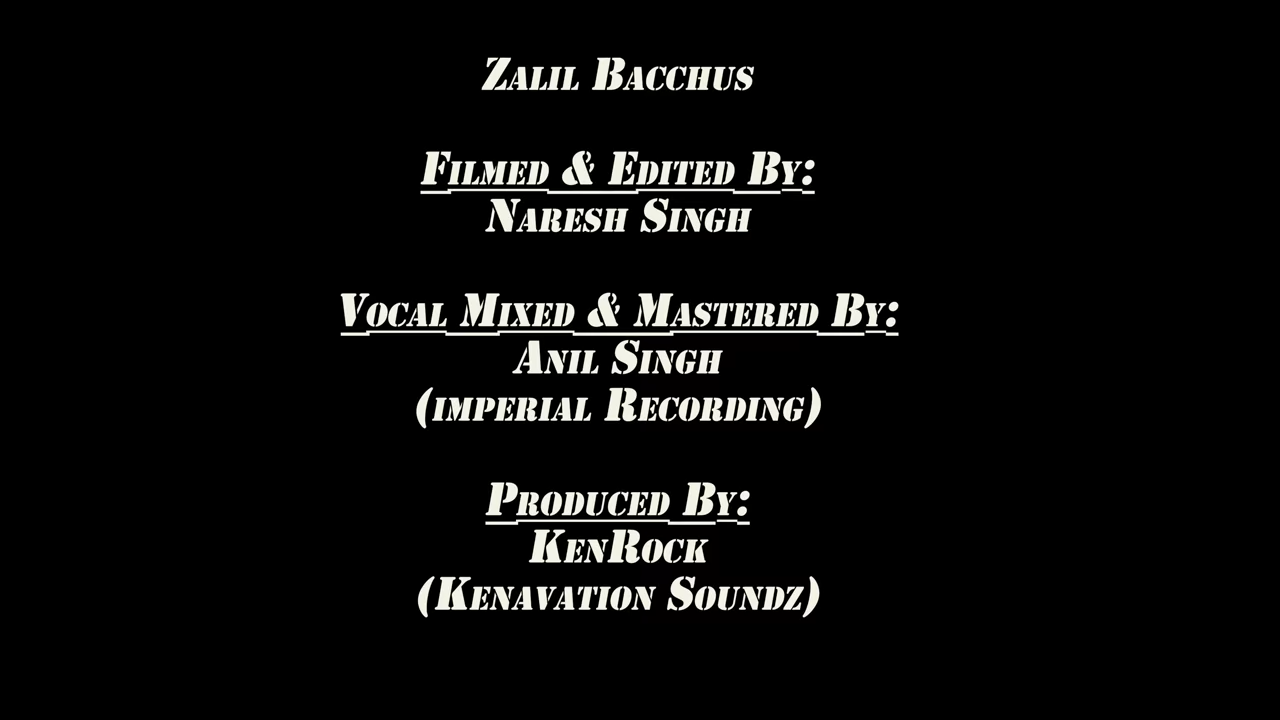 Zalil Bacchus
Filmed & Edited By:
Naresh Singh
Vocal Mixed & Mastered By:
Anil Singh
(imperial Recording)
Produced By:
KenRock
(Kenavation Soundz)